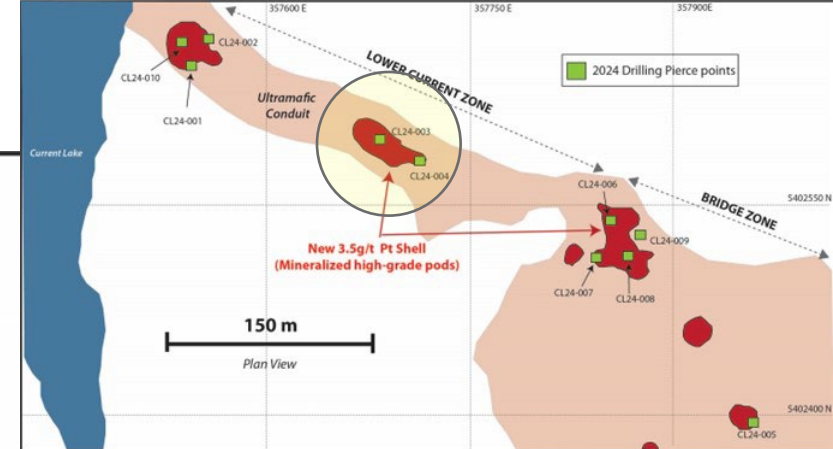 357600 E
357750 E
357900E
CL24-002
LOWER CURRENT ZONE
2024 Drilling Pierce points
CL24-010
Ultramafic
Conduit
CL24-001
CL24-003
Current Lake
CL24-004
CL24-006
5402550 N
BRIDGE ZONE
New 3.5g/t Pt Shell
(Mineralized high-grade pods)
CL24-009
CL24-007
CL24-008
150 m
Plan View
5402400 N
CL24-005